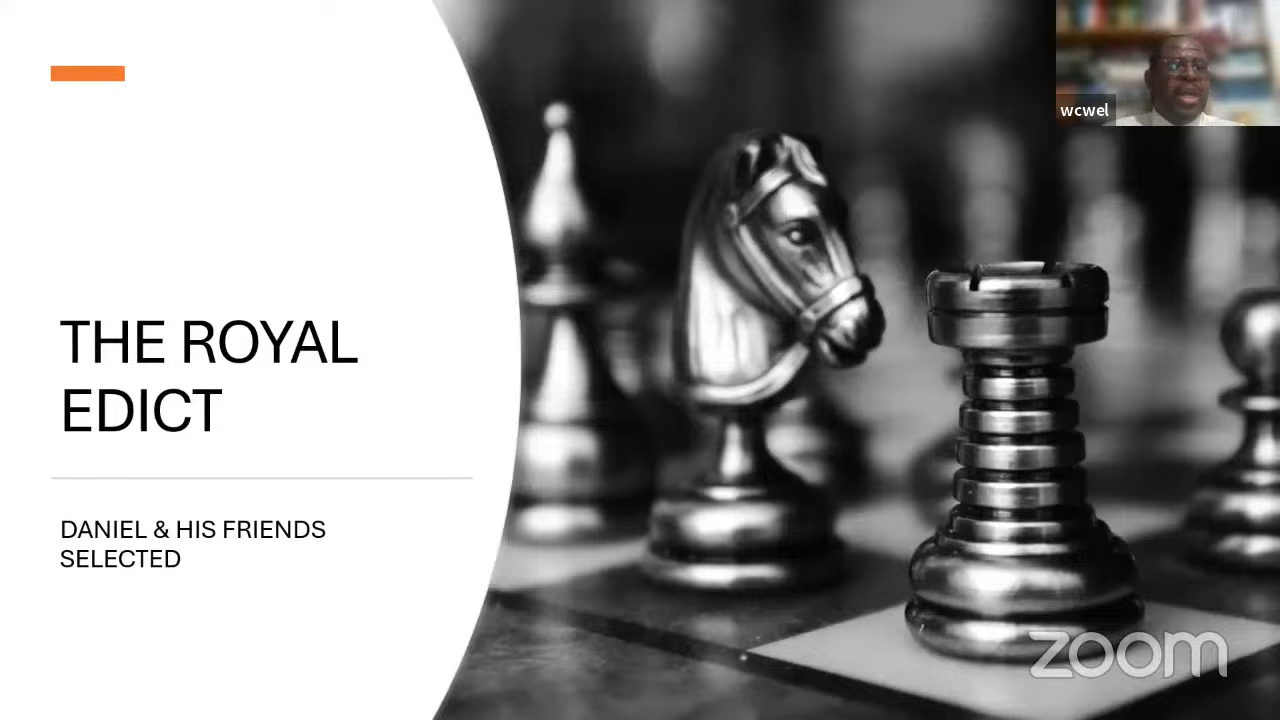 wcwel
THE ROYAL
EDICT
DANIEL & HIS FRIENDS
SELECTED
zoom